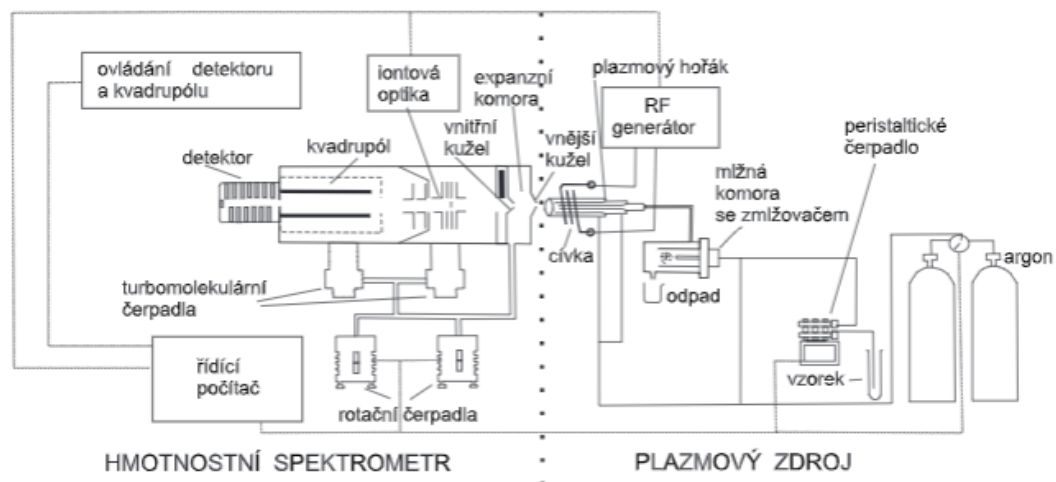 ovládání detektoru
a kvadrupólu
iontová
optika
expanzní
komora
plazmový hořák
RF
generátor
peristaltické
čerpadlo
vnitřní
kužel
vnější
kužel
kvadrupól
detektor
mlžná
komora
se zmlžovačem
cívka
argon
odpad
turbomolekulární
čerpadla
řídící
počítač
vzorek
rotační čerpadla
HMOTNOSTNÍ SPEKTROMETR
PLAZMOVÝ ZDROJ